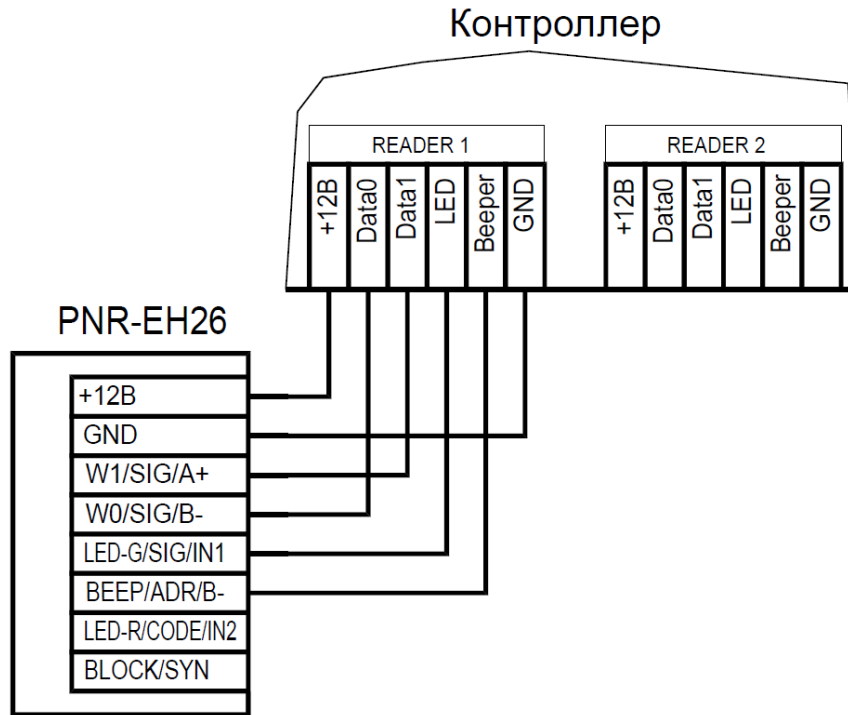 Контроллер
READER 1
READER 2
+12В
Data0
Data1
LED
Beeper
GND
+12В
Data0
Data1
LED
Beeper
GND
PNR-EH26
+12В
GND
W1/SIG/A+
W0/SIG/B-
LED-G/SIG/IN1
BEEP/ADR/B-
LED-R/CODE/IN2
BLOCK/SYN